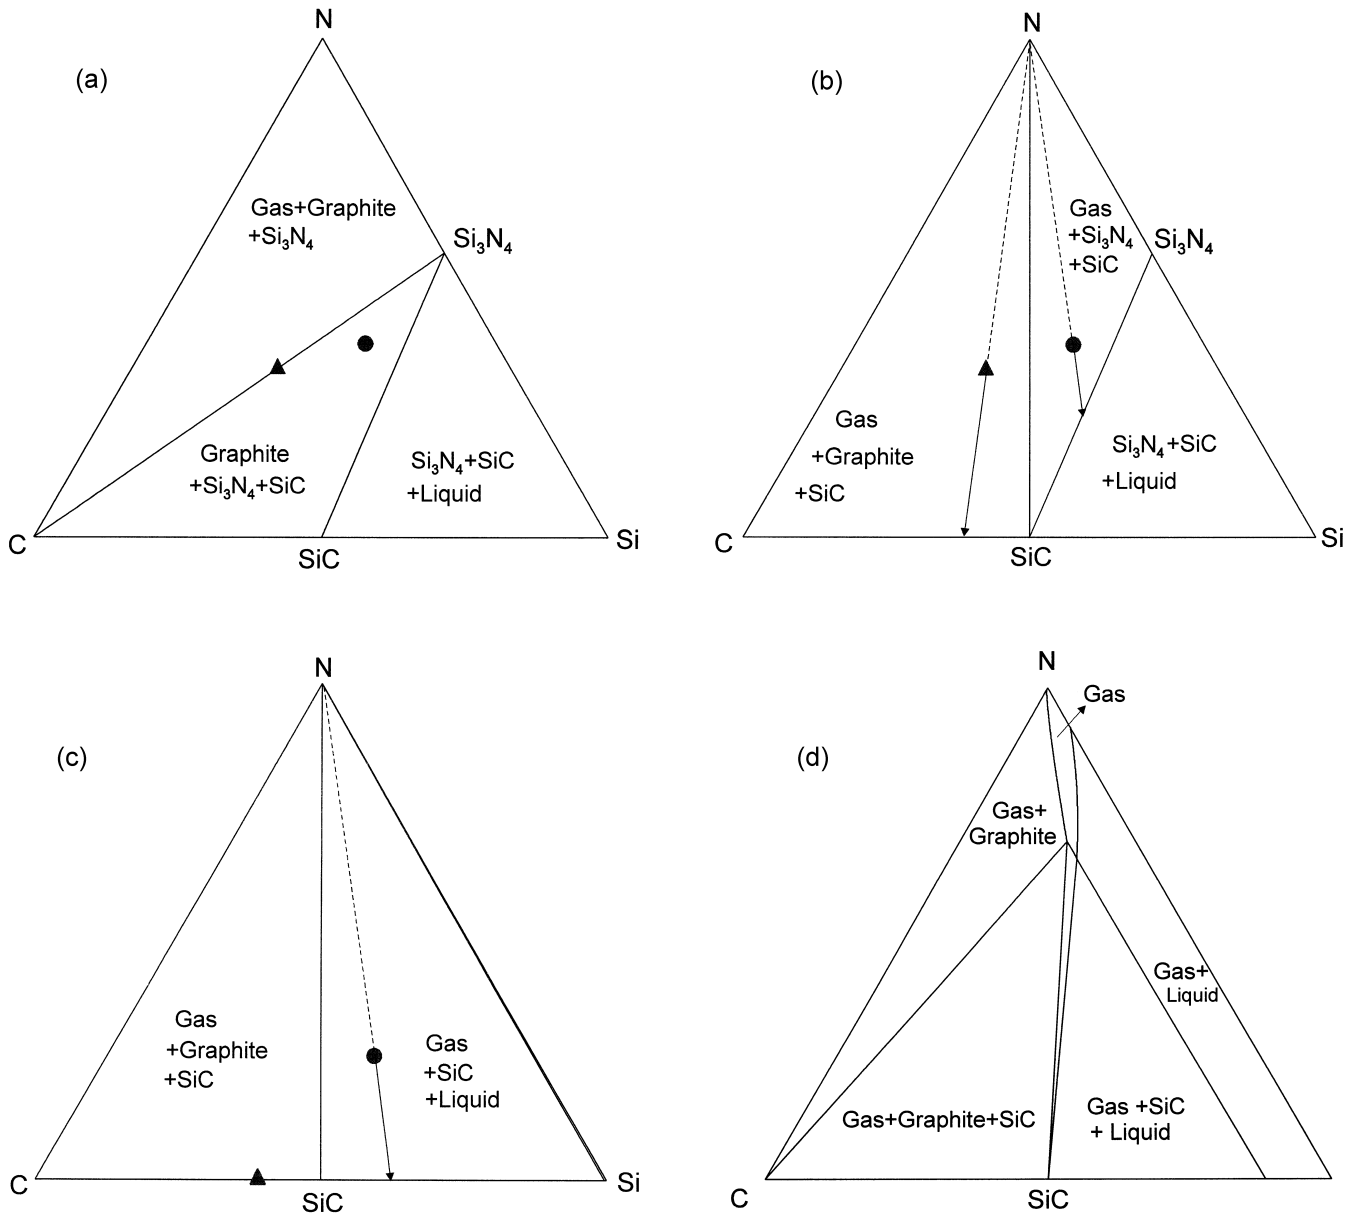 N
(a)
Gas+Graphite
+Si₃N₄
Si₃N₄
Graphite
+Si₃N₄+SiC
Si₃N₄+SiC
+Liquid
C
SiC
Si
N
(b)
Gas
+Si₃N₄
+SiC
Si₃N₄
Gas
+Graphite
+SiC
Si₃N₄+SiC
+Liquid
C
SiC
Si
N
(c)
Gas
+Graphite
+SiC
Gas
+SiC
+Liquid
C
SiC
Si
N
Gas
(d)
Gas+
Graphite
Gas+
Liquid
Gas+Graphite+SiC
Gas +SiC
+ Liquid
C
SiC